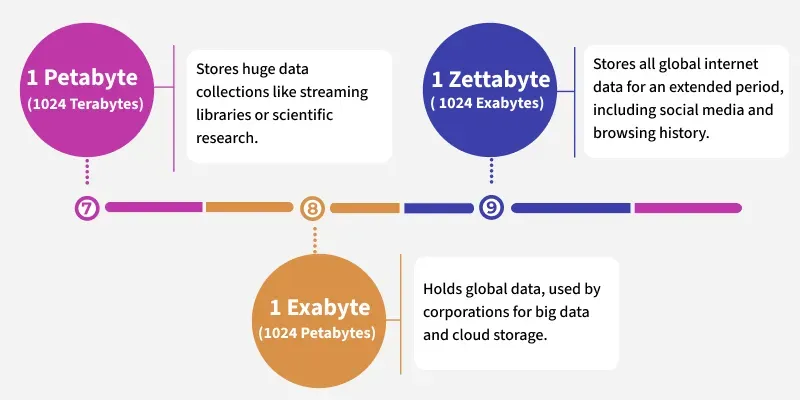 1 Petabyte
(1024 Terabytes)
Stores huge data
collections like streaming
libraries or scientific
research.
1 Zettabyte
( 1024 Exabytes)
Stores all global internet
data for an extended period,
including social media and
browsing history.
7
8
9
1 Exabyte
(1024 Petabytes)
Holds global data, used by
corporations for big data
and cloud storage.